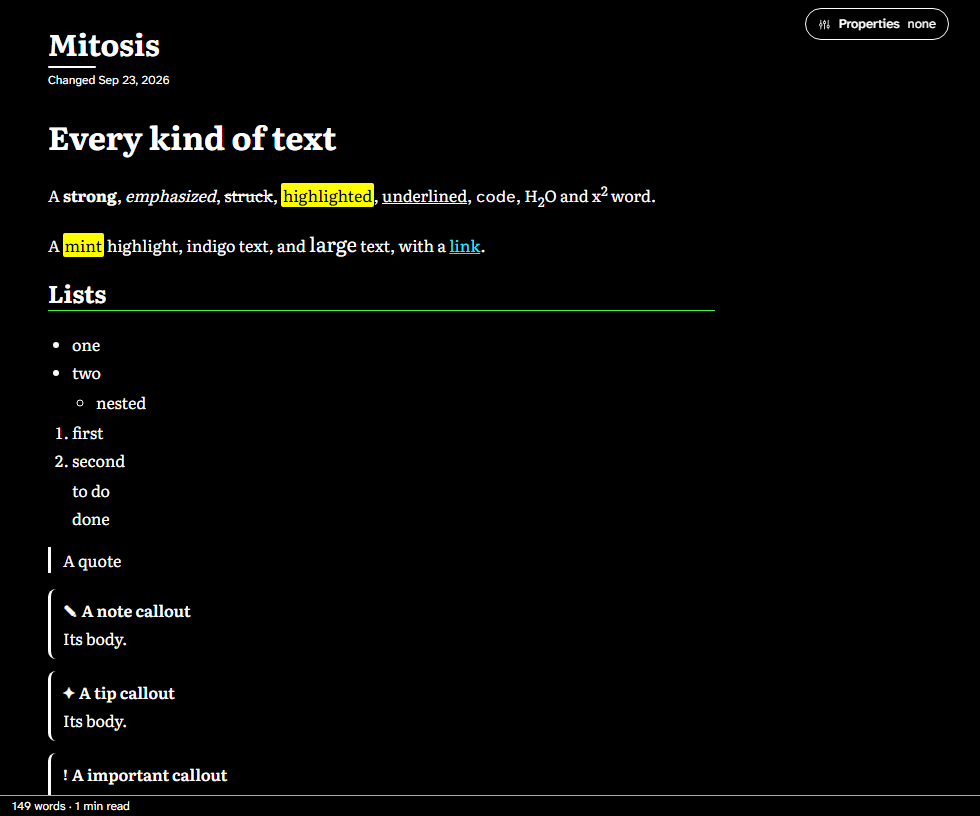 Properties none
Mitosis
Changed Sep 23, 2026
Every kind of text
A strong, emphasized, struck, highlighted, underlined, code, H₂O and x² word.
A mint highlight, indigo text, and large text, with a link.
Lists
• one
• two
◦ nested
1. first
2. second
to do
done
A quote
✎ A note callout
Its body.
✦ A tip callout
Its body.
! A important callout
149 words · 1 min read